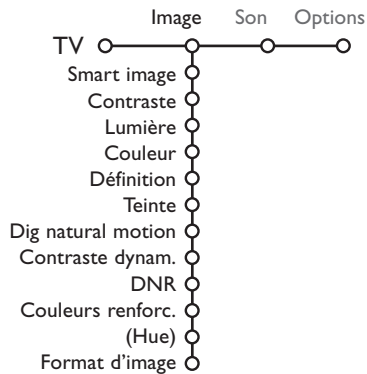 Image Son Options
TV
Smart image
Contraste
Lumière
Couleur
Définition
Teinte
Dig natural motion
Contraste dynam.
DNR
Couleurs renforc.
(Hue)
Format d'image